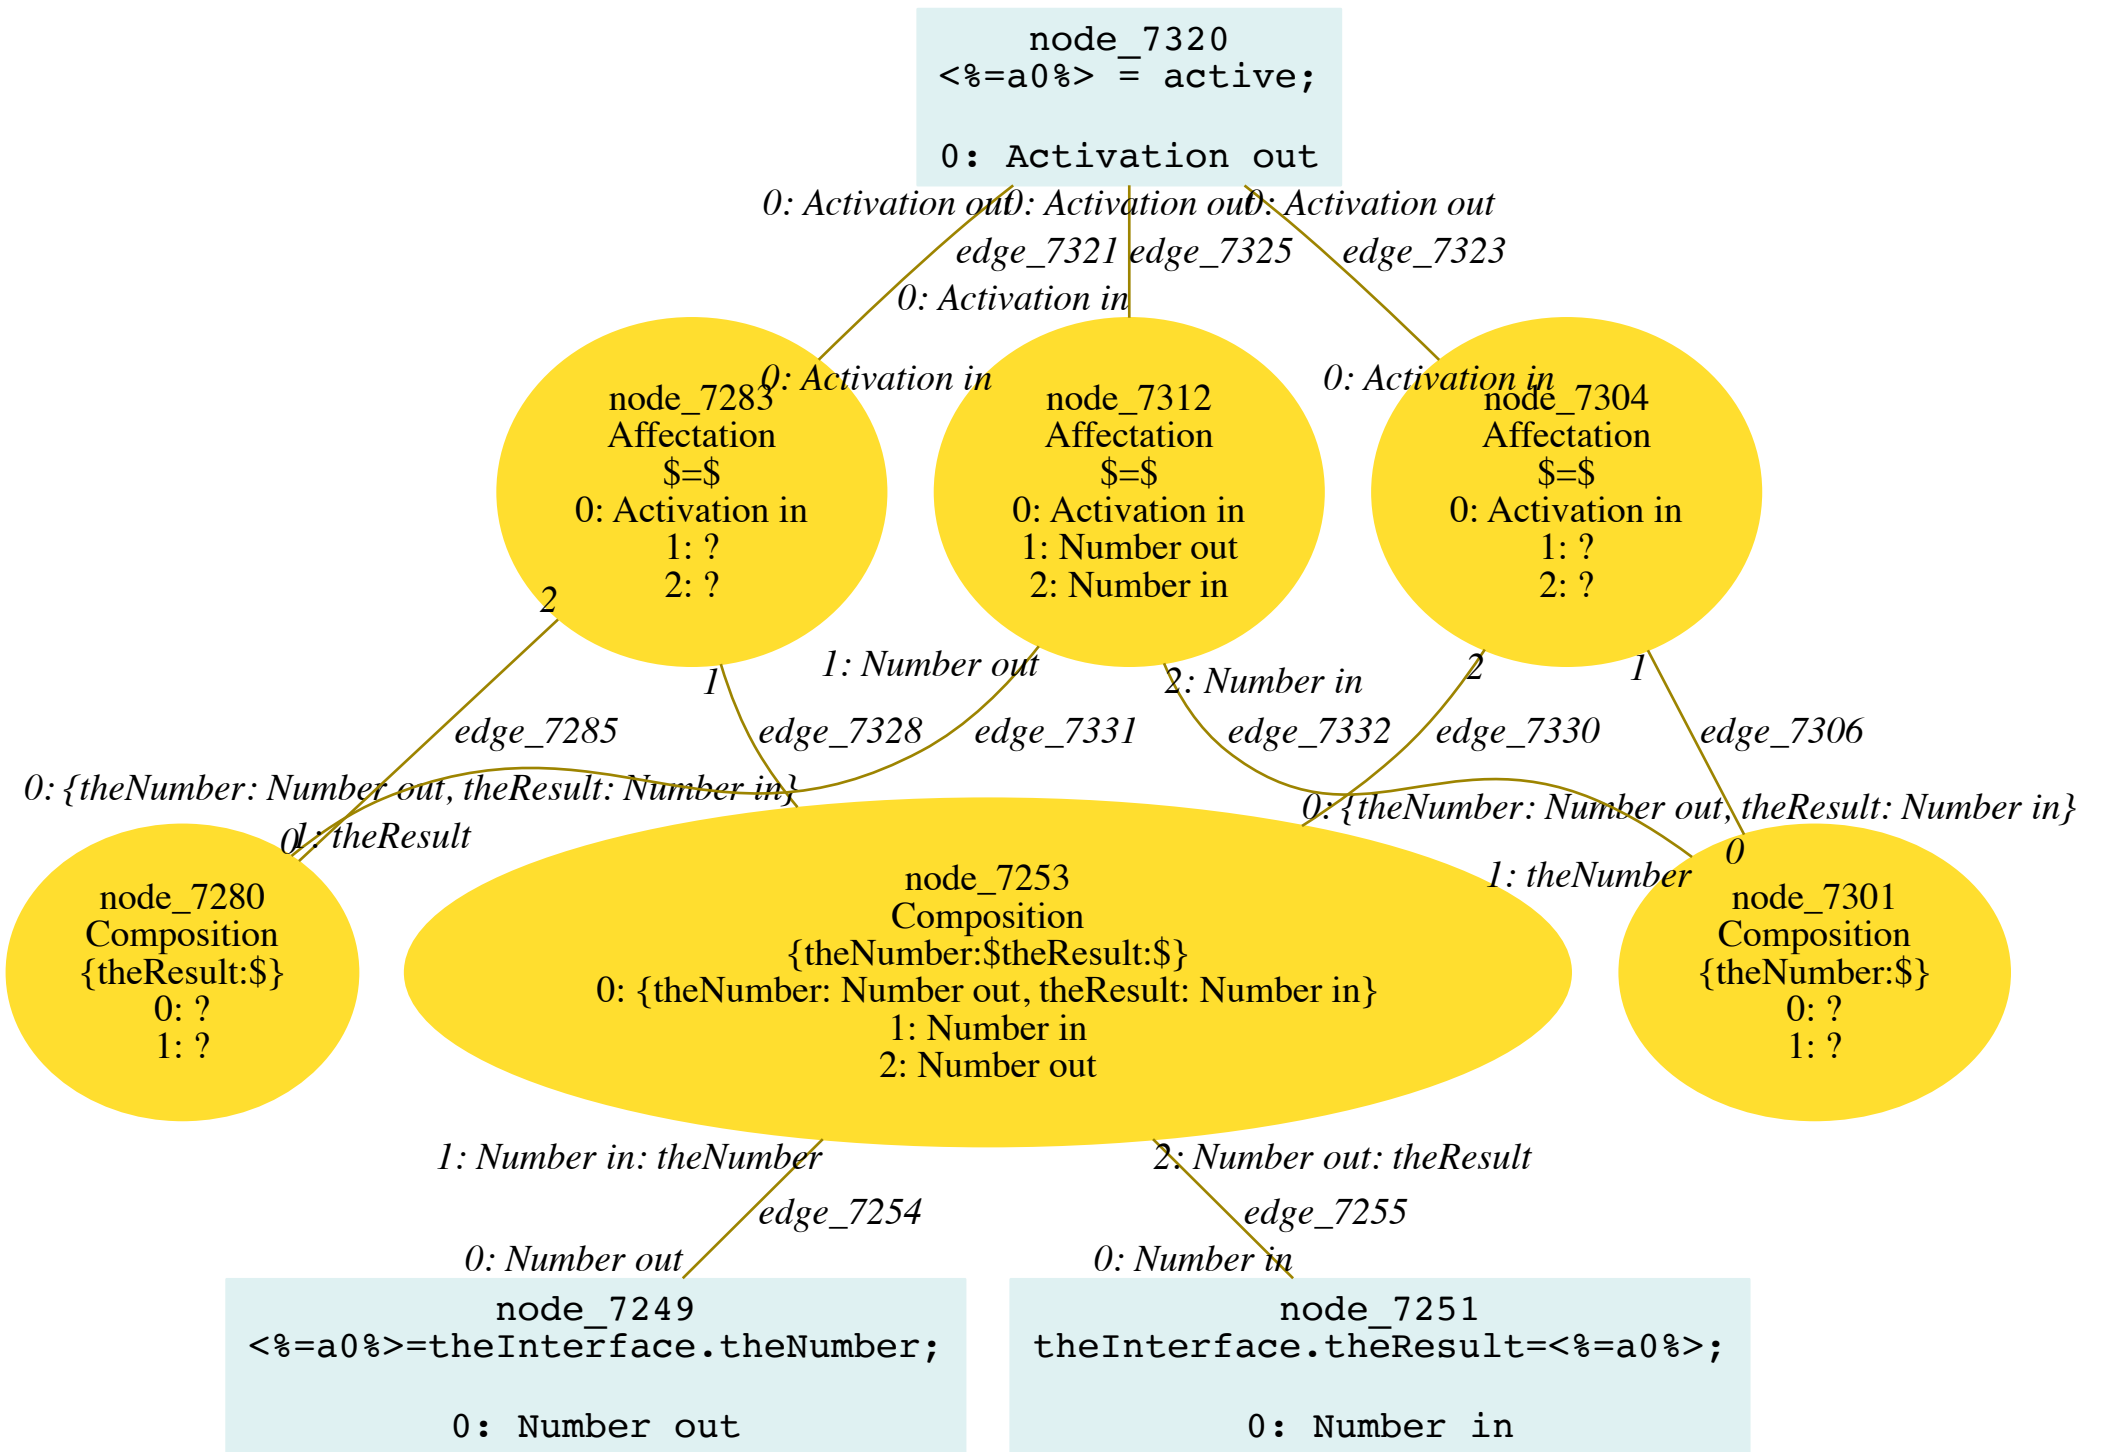 node_7320
<%=a0%> = active;
0: Activation out
0: Activation out
0: Activation out
0: Activation out
edge_7321
edge_7325
edge_7323
0: Activation in
0: Activation in
0: Activation in
node_7283
Affectation
$=$
0: Activation in
1: ?
2: ?
node_7312
Affectation
$=$
0: Activation in
1: Number out
2: Number in
node_7304
Affectation
$=$
0: Activation in
1: ?
2: ?
2
1
1: Number out
2: Number in
2
1
edge_7285
edge_7328
edge_7331
edge_7332
edge_7330
edge_7306
0: {theNumber: Number out, theResult: Number in}
0: {theNumber: Number out, theResult: Number in}
0
1: theResult
1: theNumber
0
node_7280
Composition
{theResult:$}
0: ?
1: ?
node_7253
Composition
{theNumber:$theResult:$}
0: {theNumber: Number out, theResult: Number in}
1: Number in
2: Number out
node_7301
Composition
{theNumber:$}
0: ?
1: ?
1: Number in: theNumber
2: Number out: theResult
edge_7254
edge_7255
0: Number out
0: Number in
node_7249
<%=a0%>=theInterface.theNumber;
0: Number out
node_7251
theInterface.theResult=<%=a0%>;
0: Number in